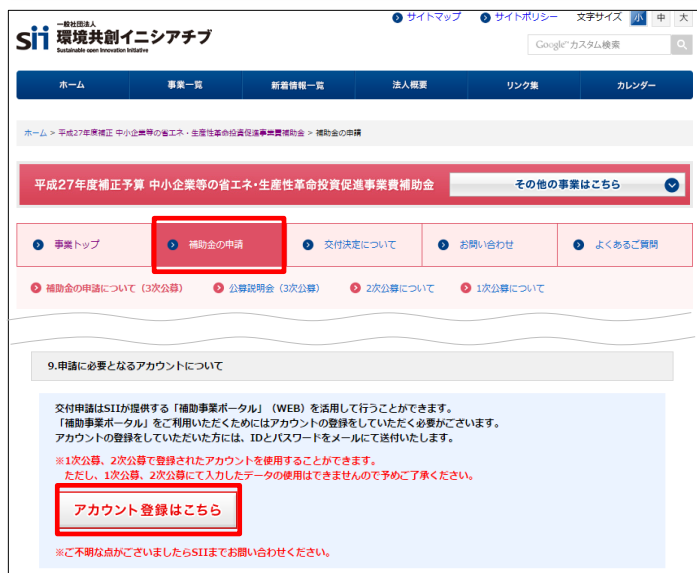 サイトマップ サイトポリシー 文字サイズ 小 中 大
一般社団法人
sii 環境共創イニシアチブ
Sustainable open Innovation Initiative
Google カスタム検索
ホーム 事業一覧 新着情報一覧 法人概要 リンク集 カレンダー
ホーム > 平成27年度補正 中小企業等の省エネ・生産性革命投資促進事業費補助金 > 補助金の申請
平成27年度補正予算 中小企業等の省エネ・生産性革命投資促進事業費補助金 その他の事業はこちら
事業トップ 補助金の申請 交付決定について お問い合わせ よくあるご質問
補助金の申請について（3次公募） 公募説明会（3次公募） 2次公募について 1次公募について
9.申請に必要となるアカウントについて
交付申請はSIIが提供する「補助事業ポータル」（WEB）を活用して行うことができます。
「補助事業ポータル」をご利用いただくためにはアカウントの登録をしていただく必要がございます。
アカウントの登録をしていただいた方には、IDとパスワードをメールにて送付いたします。
※1次公募、2次公募で登録されたアカウントを使用することができます。
ただし、1次公募、2次公募にて入力したデータの使用はできませんので予めご了承ください。
アカウント登録はこちら
※ご不明な点がございましたらSIIまでお問い合わせください。